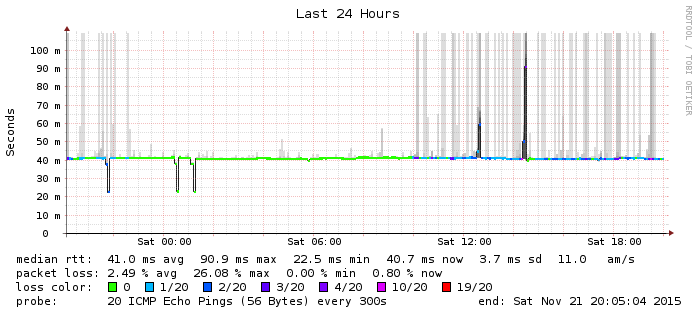 Last 24 Hours
RRDTOOL / TOBI OETIKER
Seconds
100 m
90 m
80 m
70 m
60 m
50 m
40 m
30 m
20 m
10 m
0
Sat 00:00 Sat 06:00 Sat 12:00 Sat 18:00
median rtt: 41.0 ms avg 90.9 ms max 22.5 ms min 40.7 ms now 3.7 ms sd 11.0 am/s
packet loss: 2.49 % avg 26.08 % max 0.00 % min 0.80 % now
loss color: 0 1/20 2/20 3/20 4/20 10/20 19/20
probe: 20 ICMP Echo Pings (56 Bytes) every 300s end: Sat Nov 21 20:05:04 2015